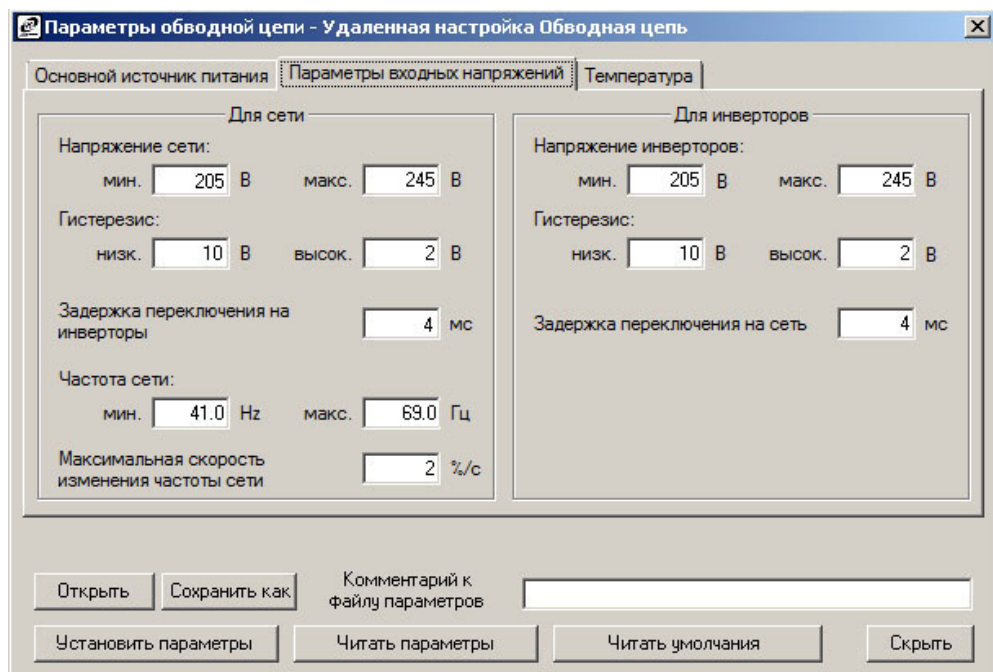 Параметры обводной цепи - Удаленная настройка Обводная цепь
Основной источник питания Параметры входных напряжений Температура
Для сети
Напряжение сети:
мин. 205 В макс. 245 В
Гистерезис:
низк. 10 В высок. 2 В
Задержка переключения на
инверторы 4 мс
Частота сети:
мин. 41.0 Hz макс. 69.0 Гц
Максимальная скорость
изменения частоты сети 2 %/с
Для инверторов
Напряжение инверторов:
мин. 205 В макс. 245 В
Гистерезис:
низк. 10 В высок. 2 В
Задержка переключения на сеть 4 мс
Открыть Сохранить как Комментарий к
файлу параметров
Установить параметры Читать параметры Читать умолчания Скрыть